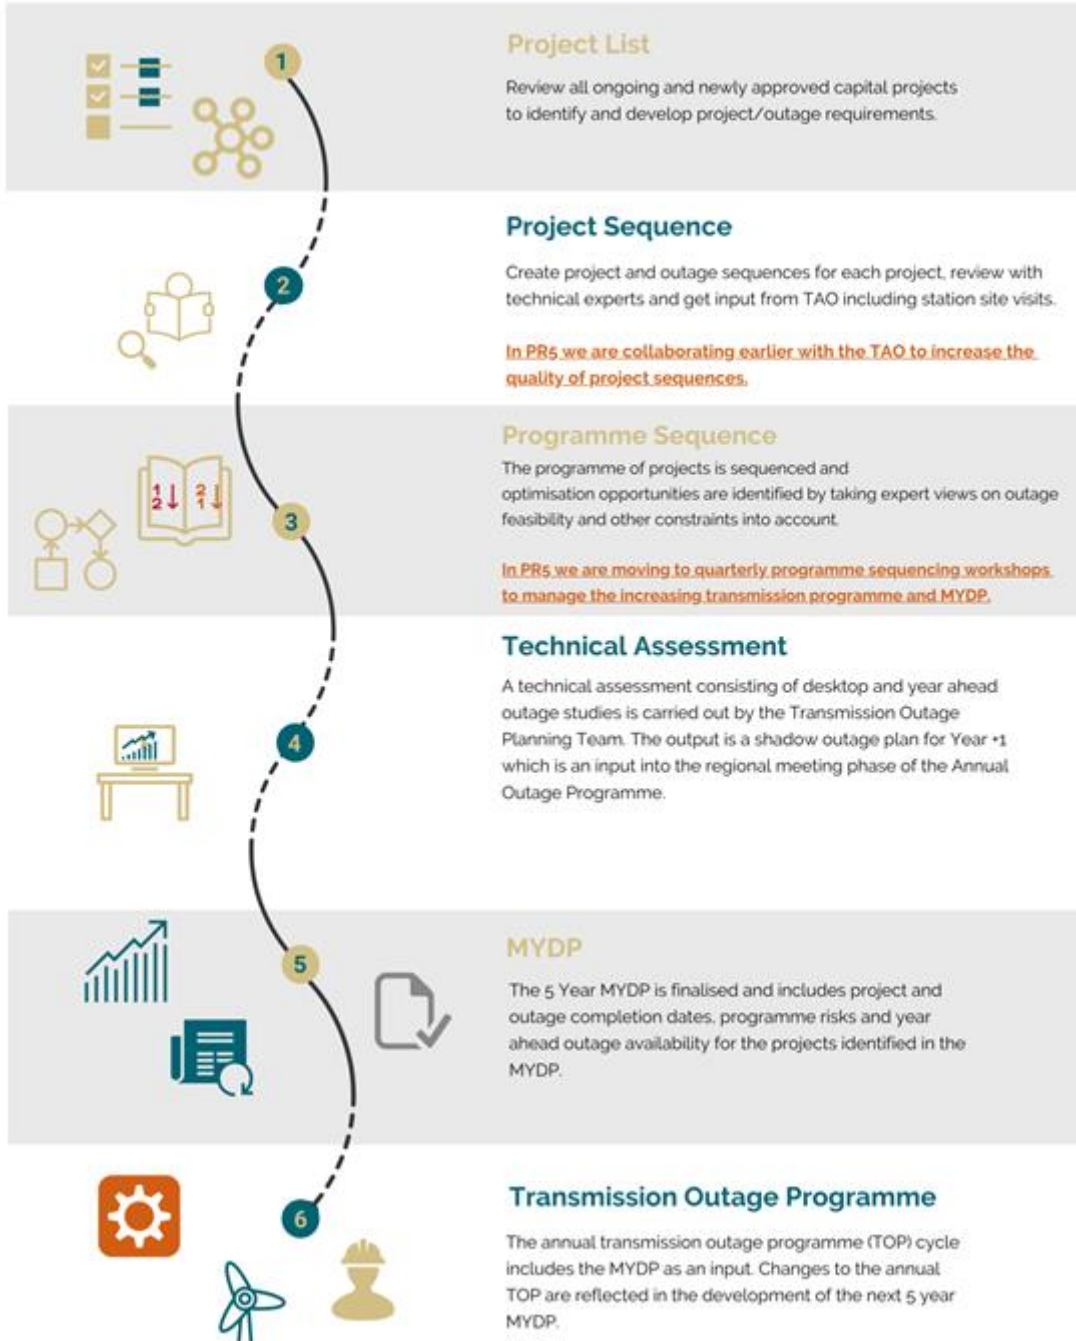 1
Project List
Review all ongoing and newly approved capital projects
to identify and develop project/outage requirements.
2
Project Sequence
Create project and outage sequences for each project, review with
technical experts and get input from TAO including station site visits.
In PR5 we are collaborating earlier with the TAO to increase the
quality of project sequences.
3
1 2
2 1
Programme Sequence
The programme of projects is sequenced and
optimisation opportunities are identified by taking expert views on outage
feasibility and other constraints into account.
In PR5 we are moving to quarterly programme sequencing workshops
to manage the increasing transmission programme and MYDP.
4
Technical Assessment
A technical assessment consisting of desktop and year ahead
outage studies is carried out by the Transmission Outage
Planning Team. The output is a shadow outage plan for Year +1
which is an input into the regional meeting phase of the Annual
Outage Programme.
5
MYDP
The 5 Year MYDP is finalised and includes project and
outage completion dates, programme risks and year
ahead outage availability for the projects identified in the
MYDP.
6
Transmission Outage Programme
The annual transmission outage programme (TOP) cycle
includes the MYDP as an input. Changes to the annual
TOP are reflected in the development of the next 5 year
MYDP.